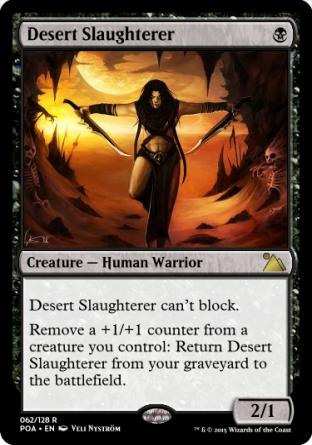 Desert Slaughterer
Creature — Human Warrior
Desert Slaughterer can't block.
Remove a +1/+1 counter from a
creature you control: Return Desert
Slaughterer from your graveyard to
the battlefield.
062/128 R
POA • EN Veli Nyström
2/1
™ & © 2015 Wizards of the Coast